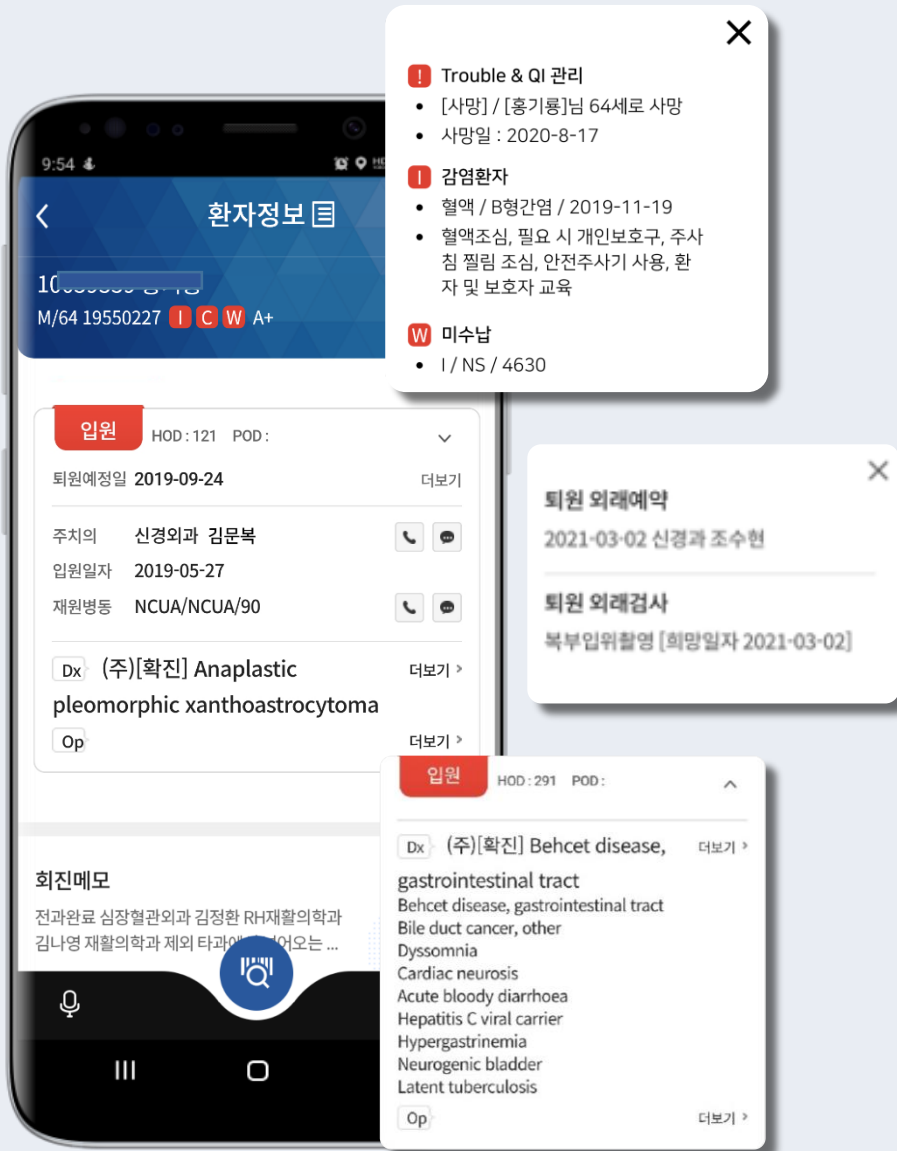 9:54
환자정보
M/64 19550227 I C W A+
입원 HOD : 121 POD :
퇴원예정일 2019-09-24 더보기
주치의 신경외과 김문복
입원일자 2019-05-27
재원병동 NCUA/NCUA/90
Dx (주)[확진] Anaplastic 더보기 >
pleomorphic xanthoastrocytoma
Op 더보기 >
회진메모
전과완료 심장혈관외과 김정환 RH재활의학과
김나영 재활의학과 제외 타과에 어오는 ...
! Trouble & QI 관리
• [사망] / [홍기룡]님 64세로 사망
• 사망일 : 2020-8-17
I 감염환자
• 혈액 / B형간염 / 2019-11-19
• 혈액조심, 필요 시 개인보호구, 주사
침 찔림 조심, 안전주사기 사용, 환
자 및 보호자 교육
W 미수납
• I / NS / 4630
퇴원 외래예약
2021-03-02 신경과 조수현
퇴원 외래검사
복부입위촬영 [희망일자 2021-03-02]
입원 HOD : 291 POD :
Dx (주)[확진] Behcet disease, 더보기 >
gastrointestinal tract
Behcet disease, gastrointestinal tract
Bile duct cancer, other
Dyssomnia
Cardiac neurosis
Acute bloody diarrhoea
Hepatitis C viral carrier
Hypergastrinemia
Neurogenic bladder
Latent tuberculosis
Op 더보기 >